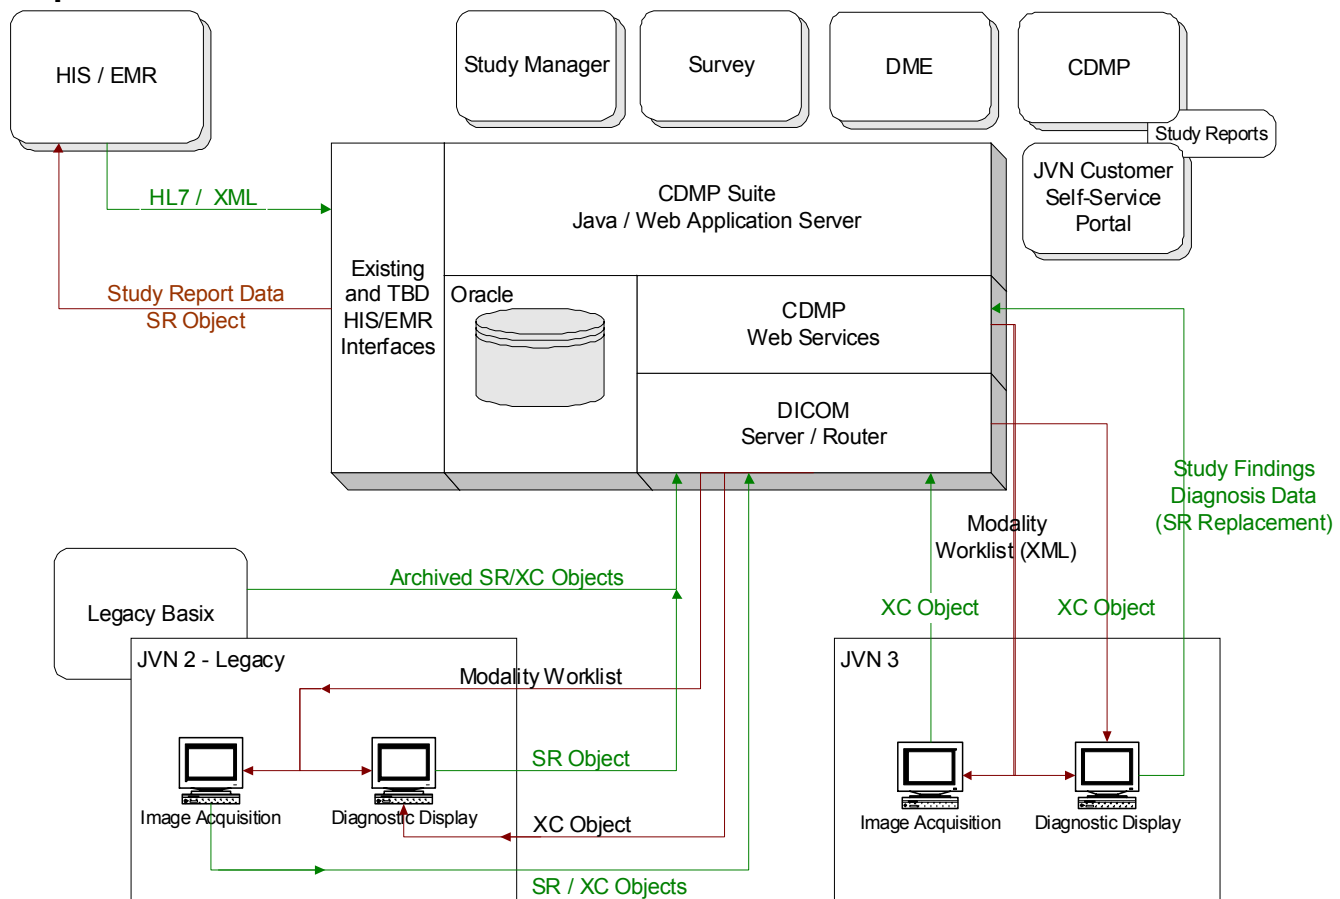 HIS / EMR
Study Manager
Survey
DME
CDMP
Study Reports
JVN Customer
Self-Service
Portal
HL7 / XML
CDMP Suite
Java / Web Application Server
Existing
and TBD
HIS/EMR
Interfaces
Oracle
CDMP
Web Services
Study Report Data
SR Object
DICOM
Server / Router
Study Findings
Diagnosis Data
(SR Replacement)
Modality
Worklist (XML)
Archived SR/XC Objects
XC Object
XC Object
Legacy Basix
JVN 2 - Legacy
Modality Worklist
JVN 3
SR Object
Image Acquisition
Diagnostic Display
XC Object
Image Acquisition
Diagnostic Display
SR / XC Objects